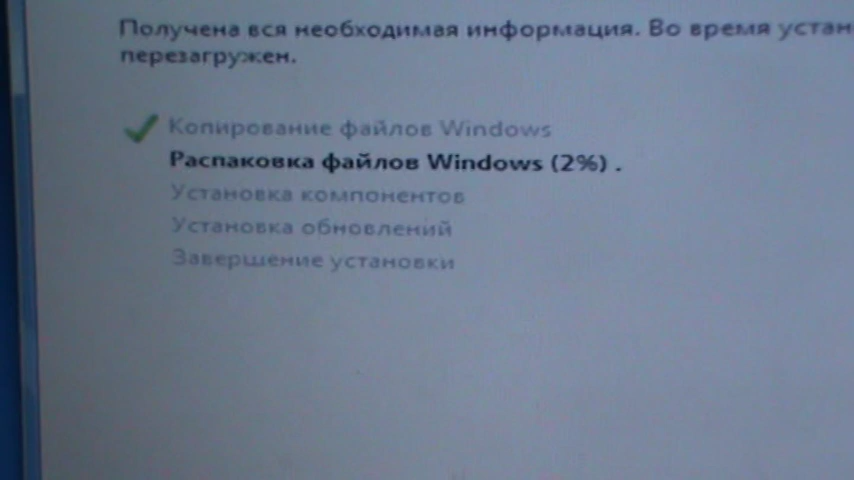 Получена вся необходимая информация. Во время устан
перезагружен.
Копирование файлов Windows
Распаковка файлов Windows (2%) .
Установка компонентов
Установка обновлений
Завершение установки